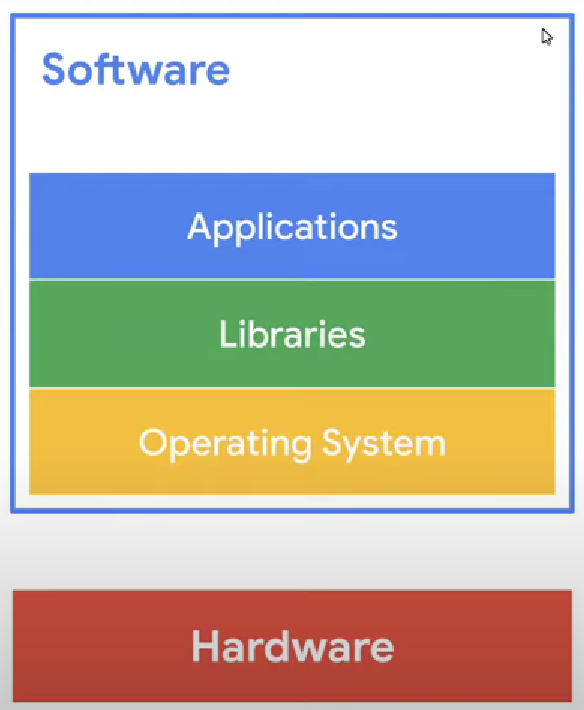 Software
Applications
Libraries
Operating System
Hardware